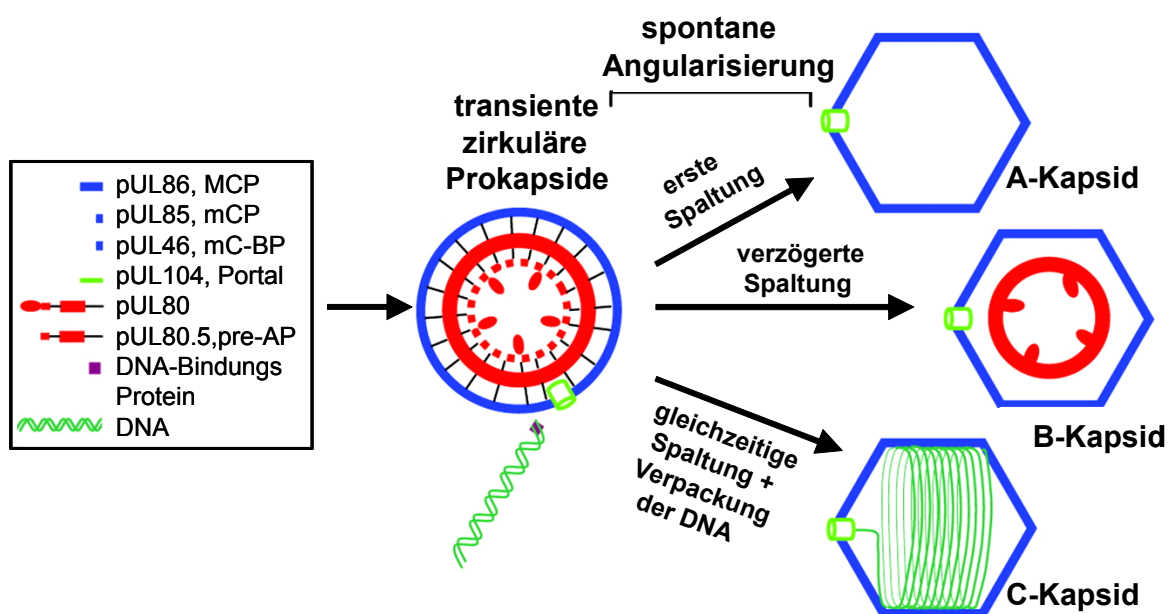 pUL86, MCP
pUL85, mCP
pUL46, mC-BP
pUL104, Portal
pUL80
pUL80.5,pre-AP
DNA-Bindungs
Protein
DNA
transiente
zirkuläre
Prokapside
spontane
Angularisierung
erste
Spaltung
A-Kapsid
verzögerte
Spaltung
B-Kapsid
gleichzeitige
Spaltung +
Verpackung
der DNA
C-Kapsid